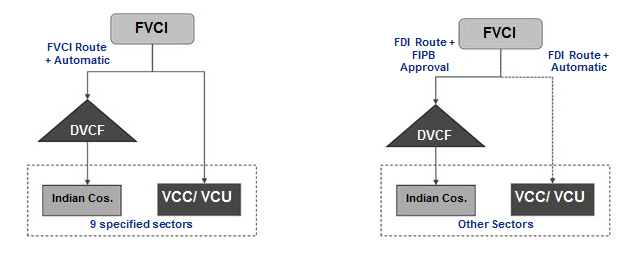 FVCI
FVCI Route
+ Automatic
DVCF
Indian Cos.
VCC/ VCU
9 specified sectors
FVCI
FDI Route +
FIPB
Approval
FDI Route +
Automatic
DVCF
Indian Cos.
VCC/ VCU
Other Sectors